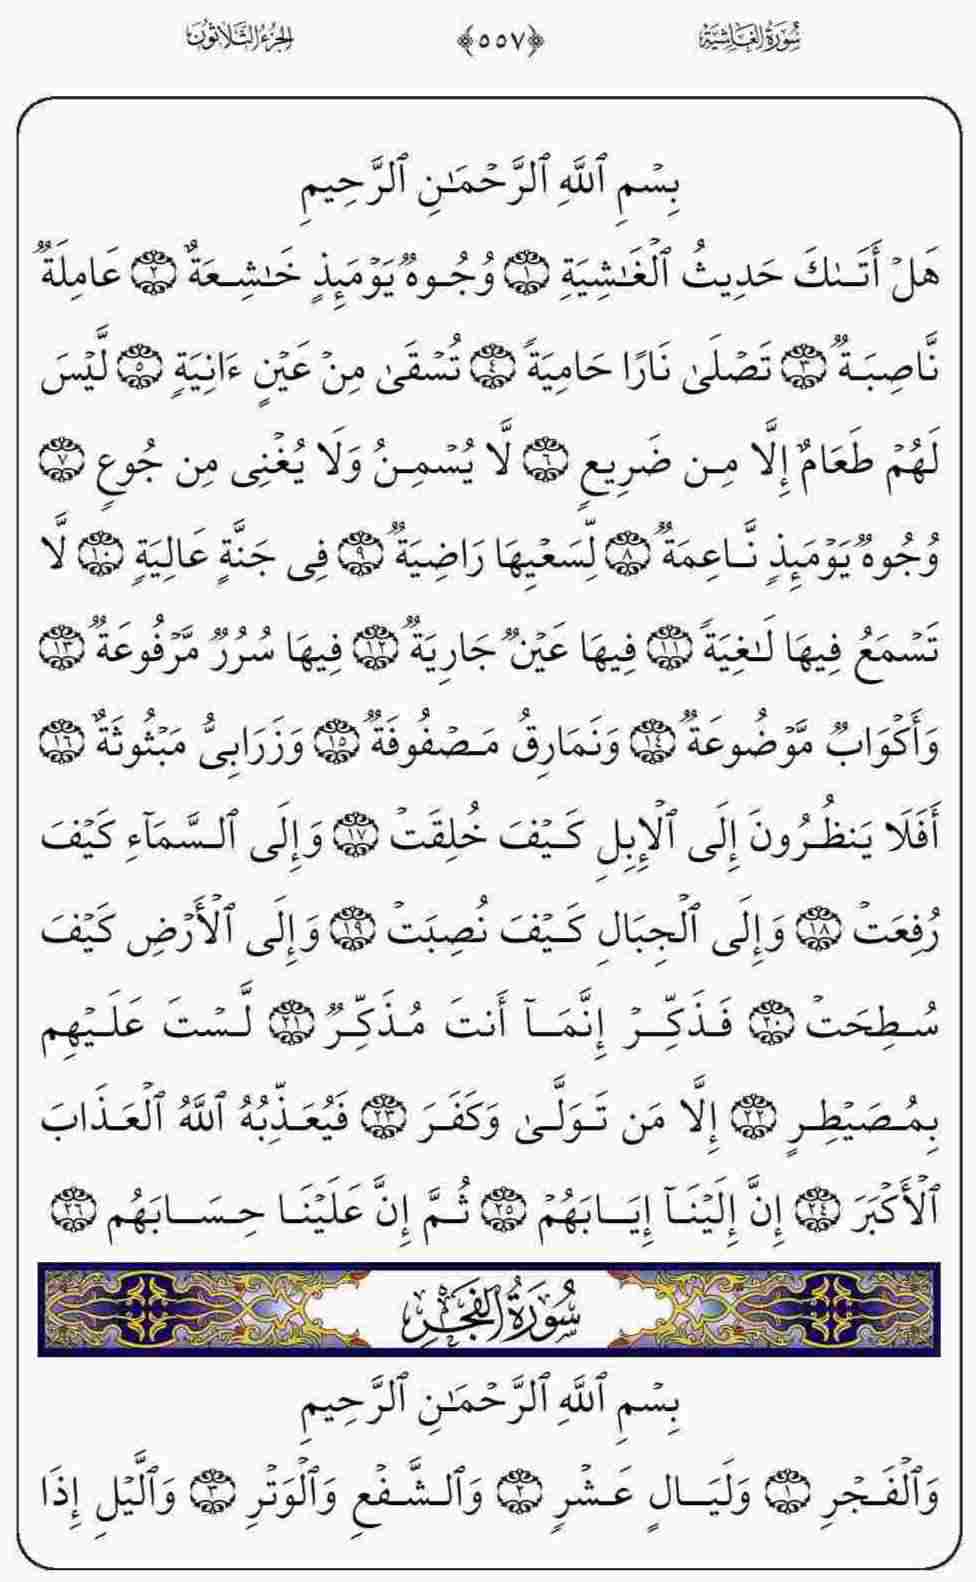 سُورَةُ الغَاشِيَةِ ﴿٥٥٧﴾ الجُزْءُ الثَّلَاثُونَ
بِسۡمِ ٱللَّهِ ٱلرَّحۡمَـٰنِ ٱلرَّحِيمِ
هَلۡ أَتَـٰكَ حَدِيثُ ٱلۡغَـٰشِيَةِ ١ وُجُوهٌ يَوۡمَئِذٍ خَـٰشِعَةٌ ٢ عَامِلَةٌ
نَّاصِبَةٌ ٣ تَصۡلَىٰ نَارًا حَامِيَةً ٤ تُسۡقَىٰ مِنۡ عَيۡنٍ ءَانِيَةٍ ٥ لَّيۡسَ
لَهُمۡ طَعَامٌ إِلَّا مِن ضَرِيعٍ ٦ لَّا يُسۡمِنُ وَلَا يُغۡنِى مِن جُوعٍ ٧
وُجُوهٌ يَوۡمَئِذٍ نَّاعِمَةٌ ٨ لِّسَعۡيِهَا رَاضِيَةٌ ٩ فِى جَنَّةٍ عَالِيَةٍ ١٠ لَّا
تَسۡمَعُ فِيهَا لَـٰغِيَةً ١١ فِيهَا عَيۡنٌ جَارِيَةٌ ١٢ فِيهَا سُرُرٌ مَّرۡفُوعَةٌ ١٣
وَأَكۡوَابٌ مَّوۡضُوعَةٌ ١٤ وَنَمَارِقُ مَصۡفُوفَةٌ ١٥ وَزَرَابِىُّ مَبۡثُوثَةٌ ١٦
أَفَلَا يَنظُرُونَ إِلَى ٱلۡإِبِلِ كَيۡفَ خُلِقَتۡ ١٧ وَإِلَى ٱلسَّمَآءِ كَيۡفَ
رُفِعَتۡ ١٨ وَإِلَى ٱلۡجِبَالِ كَيۡفَ نُصِبَتۡ ١٩ وَإِلَى ٱلۡأَرۡضِ كَيۡفَ
سُطِحَتۡ ٢٠ فَذَكِّرۡ إِنَّمَآ أَنتَ مُذَكِّرٌ ٢١ لَّسۡتَ عَلَيۡهِم
بِمُصَيۡطِرٍ ٢٢ إِلَّا مَن تَوَلَّىٰ وَكَفَرَ ٢٣ فَيُعَذِّبُهُ ٱللَّهُ ٱلۡعَذَابَ
ٱلۡأَكۡبَرَ ٢٤ إِنَّ إِلَيۡنَآ إِيَابَهُمۡ ٢٥ ثُمَّ إِنَّ عَلَيۡنَا حِسَابَهُم ٢٦
سُورَةُ الفَجْرِ
بِسۡمِ ٱللَّهِ ٱلرَّحۡمَـٰنِ ٱلرَّحِيمِ
وَٱلۡفَجۡرِ ١ وَلَيَالٍ عَشۡرٍ ٢ وَٱلشَّفۡعِ وَٱلۡوَتۡرِ ٣ وَٱلَّيۡلِ إِذَا